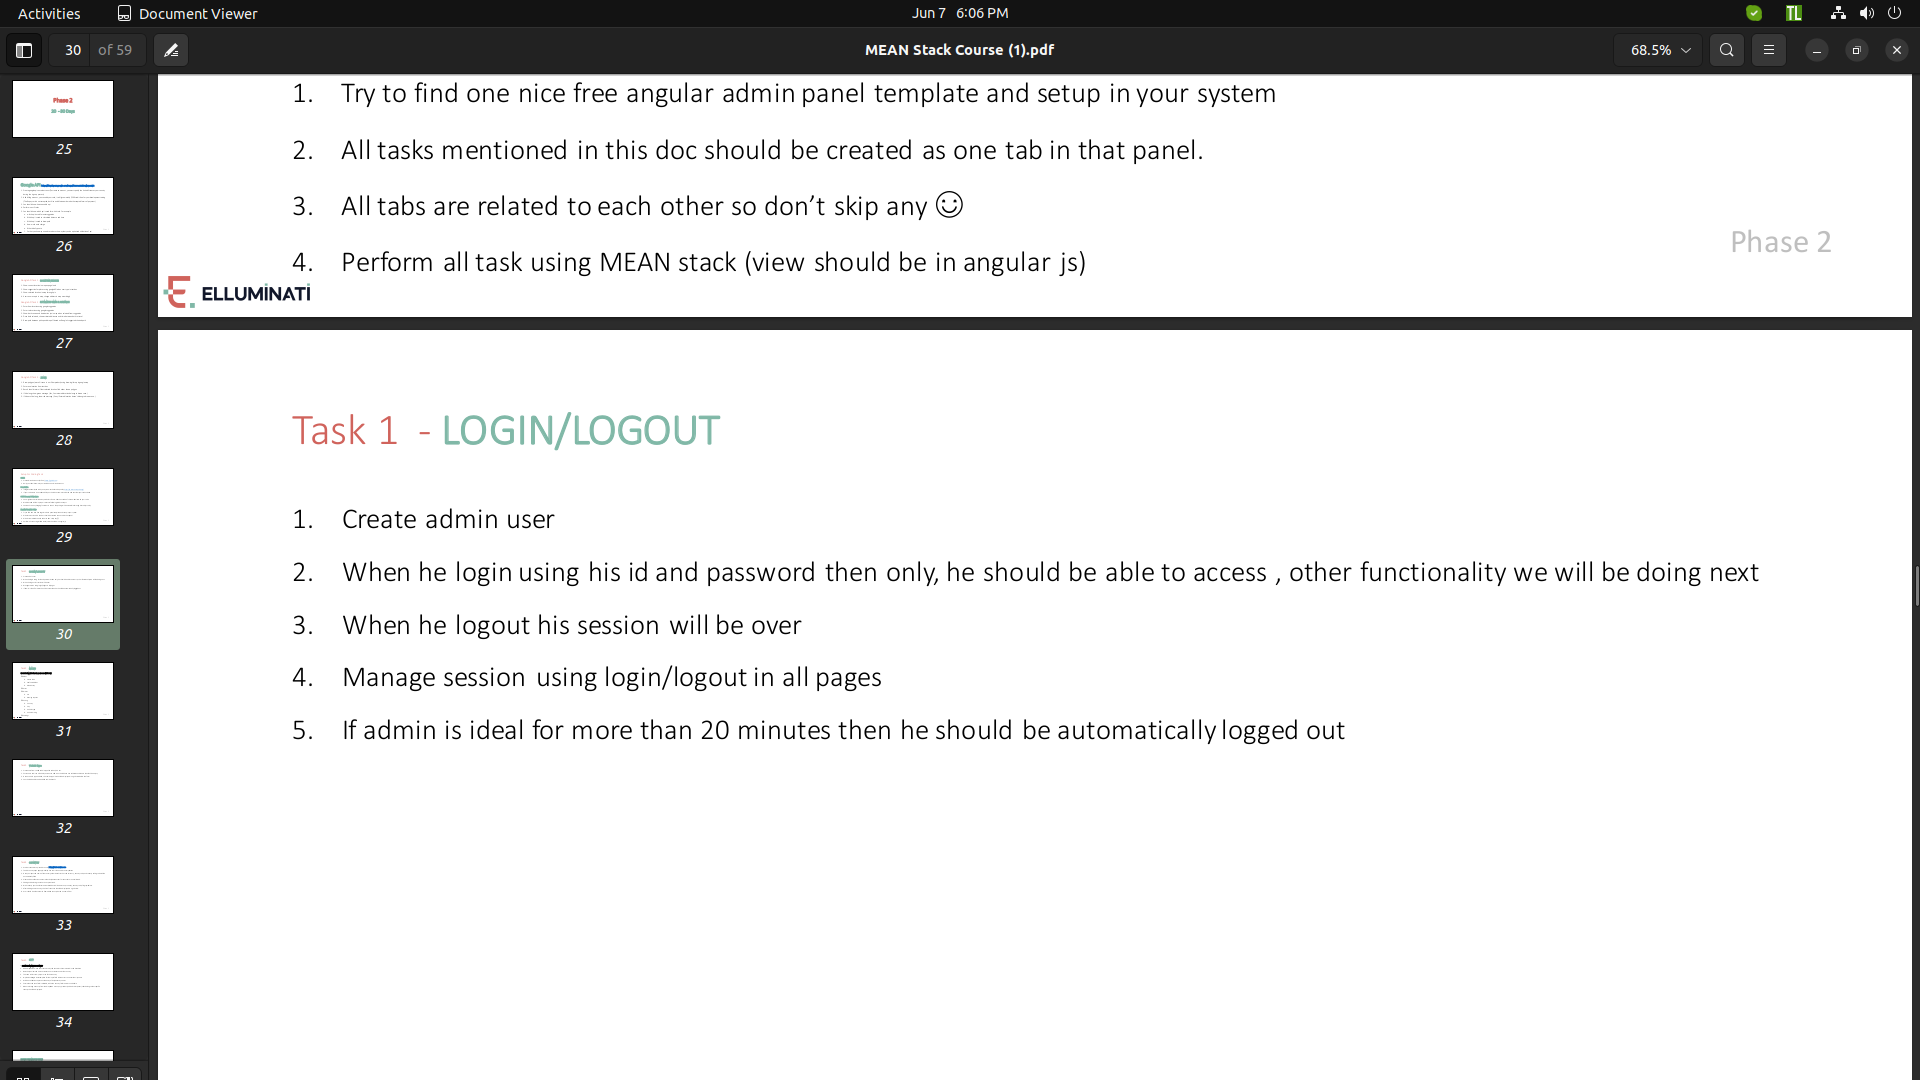 Activities
Document Viewer
Jun 7 6:06 PM
TL
30 of 59
MEAN Stack Course (1).pdf
68.5%
Phase 2
25
26
27
28
29
30
31
32
33
34
1. Try to find one nice free angular admin panel template and setup in your system
2. All tasks mentioned in this doc should be created as one tab in that panel.
3. All tabs are related to each other so don’t skip any ☺
4. Perform all task using MEAN stack (view should be in angular js)
Phase 2
ELLUMINATI
Task 1 - LOGIN/LOGOUT
1. Create admin user
2. When he login using his id and password then only, he should be able to access , other functionality we will be doing next
3. When he logout his session will be over
4. Manage session using login/logout in all pages
5. If admin is ideal for more than 20 minutes then he should be automatically logged out